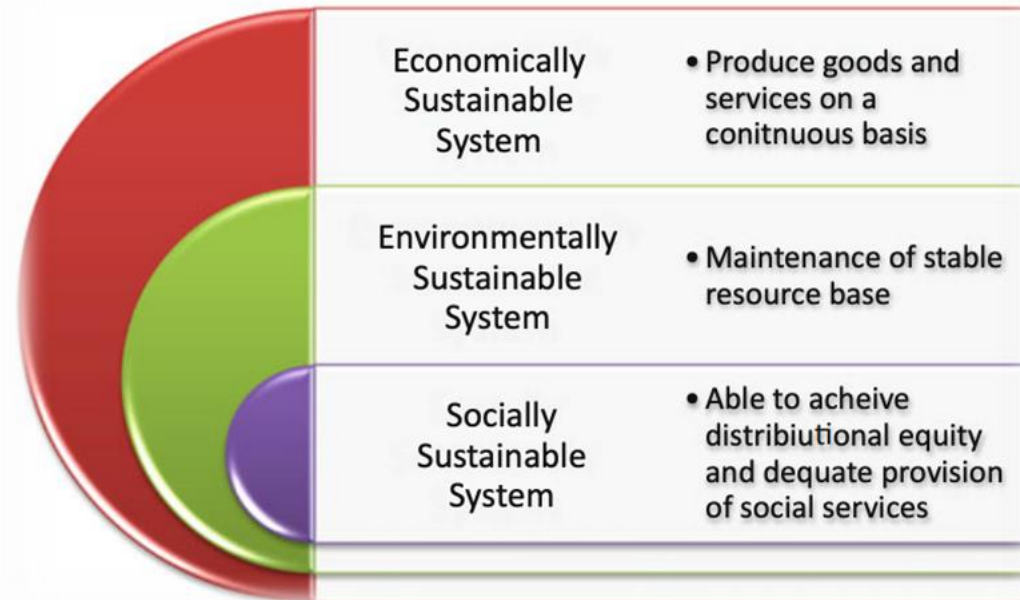 Economically
Sustainable
System
• Produce goods and
services on a
conitnuous basis
Environmentally
Sustainable
System
• Maintenance of stable
resource base
Socially
Sustainable
System
• Able to acheive
distribiutional equity
and dequate provision
of social services